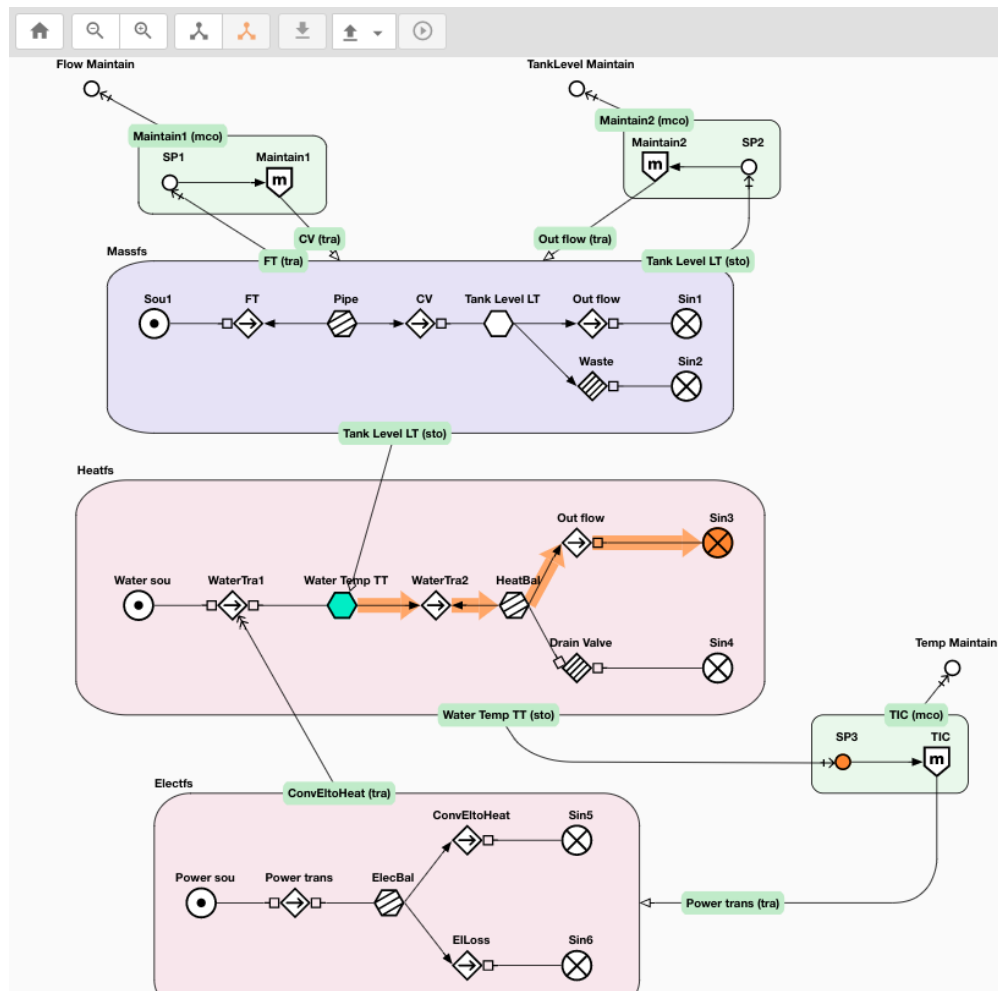 Flow Maintain
TankLevel Maintain
Maintain1 (mco)
Maintain2 (mco)
SP1
Maintain1
m
Maintain2
m
SP2
CV (tra)
FT (tra)
Out flow (tra)
Tank Level LT (sto)
Massfs
Sou1
FT
Pipe
CV
Tank Level LT
Out flow
Sin1
Waste
Sin2
Tank Level LT (sto)
Heatfs
Out flow
Sin3
Water sou
WaterTra1
Water Temp TT
WaterTra2
HeatBal
Drain Valve
Sin4
Temp Maintain
Water Temp TT (sto)
TIC (mco)
SP3
TIC
m
Electfs
ConvEltoHeat (tra)
ConvEltoHeat
Sin5
Power sou
Power trans
ElecBal
Power trans (tra)
ElLoss
Sin6